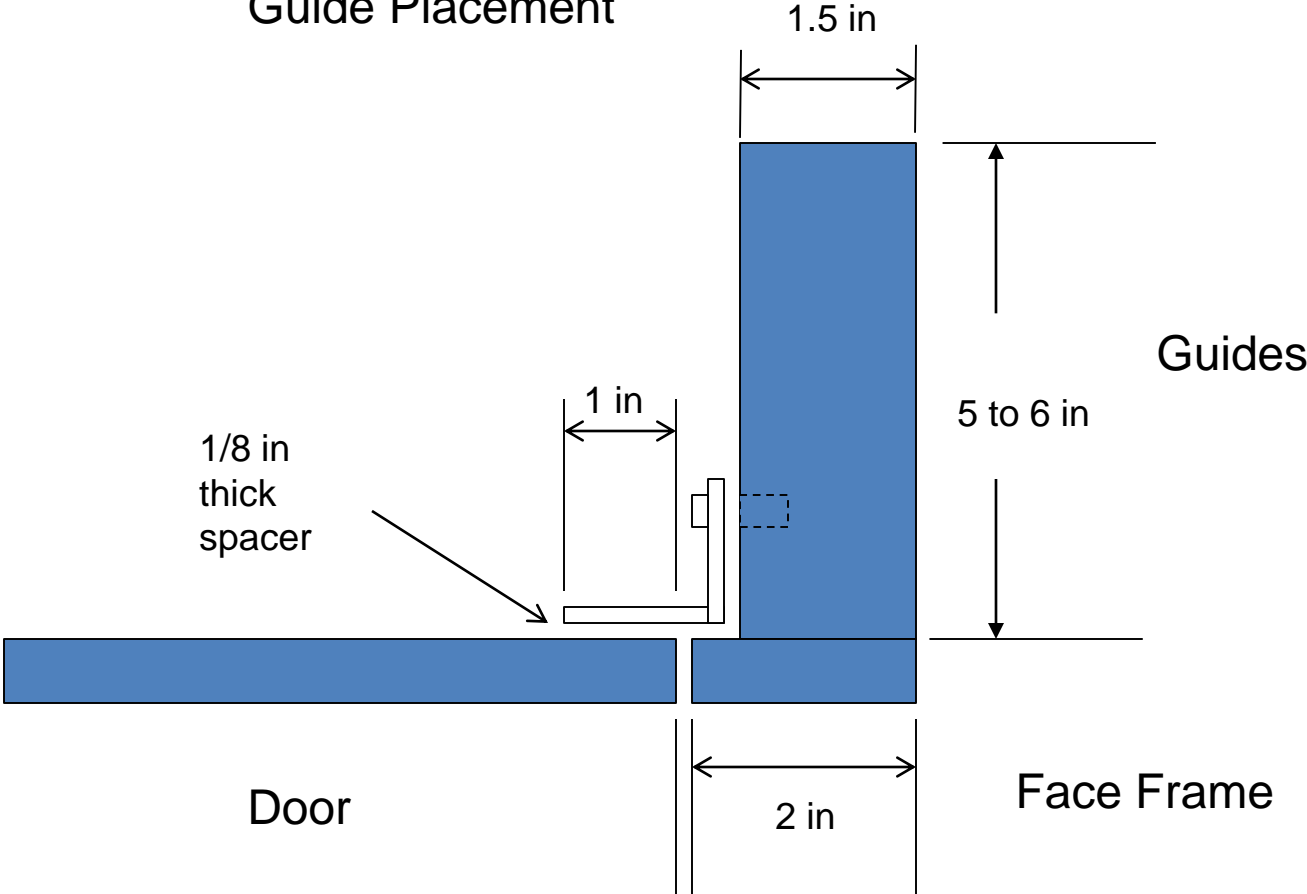 Guide Placement
1.5 in
Guides
1 in
5 to 6 in
1/8 in
thick
spacer
Door
2 in
Face Frame